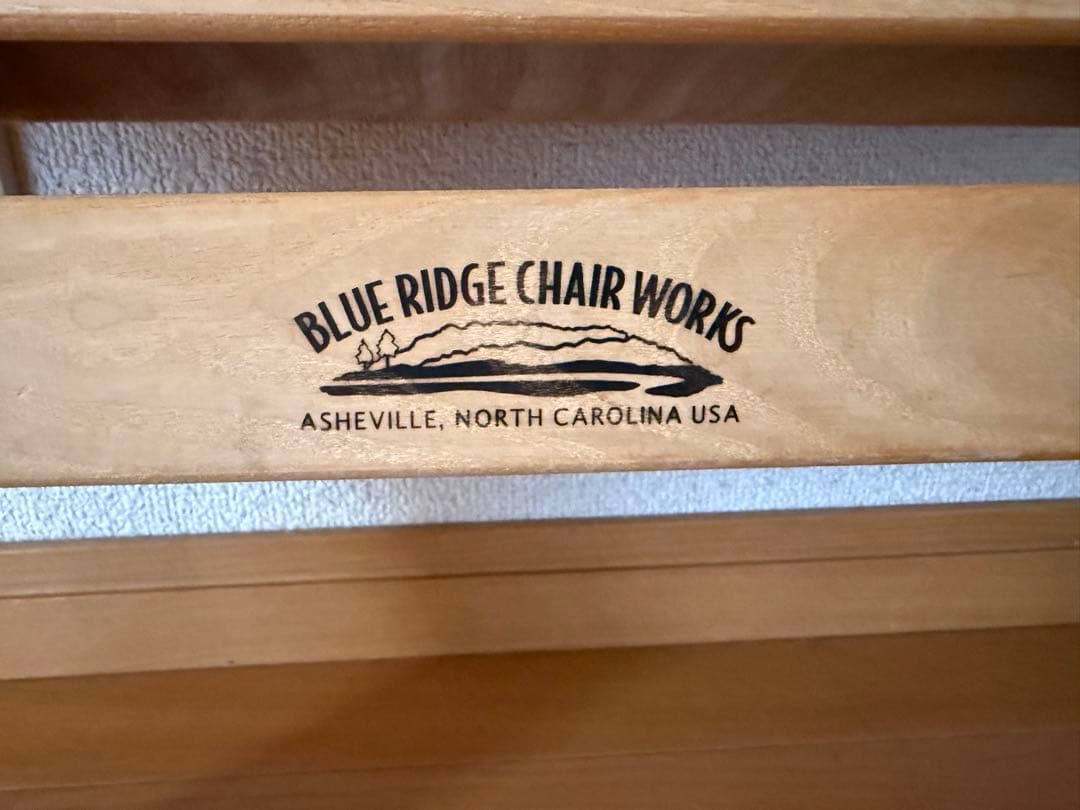 BLUE RIDGE CHAIR WORKS
ASHEVILLE, NORTH CAROLINA USA